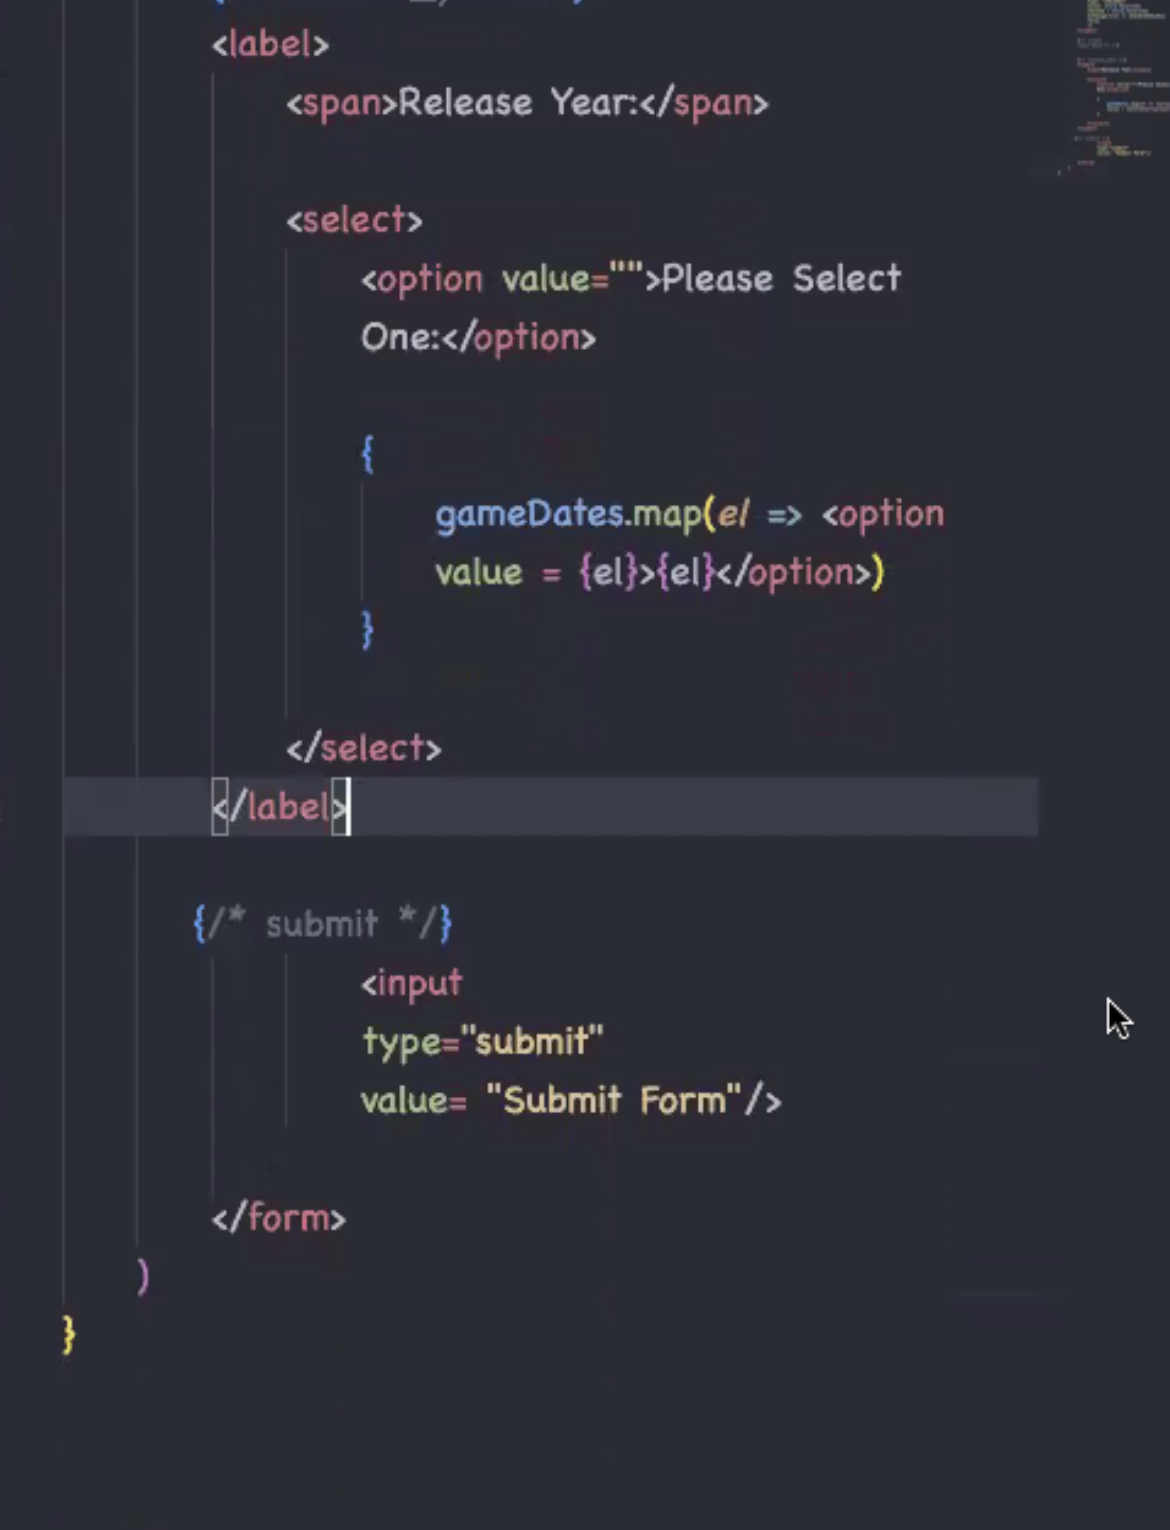 <label>
<span>Release Year:</span>
<select>
<option value="">Please Select
One:</option>
{
gameDates.map(el => <option
value = {el}>{el}</option>)
}
</select>
</label>
{/* submit */}
<input
type="submit"
value= "Submit Form"/>
</form>
)
}